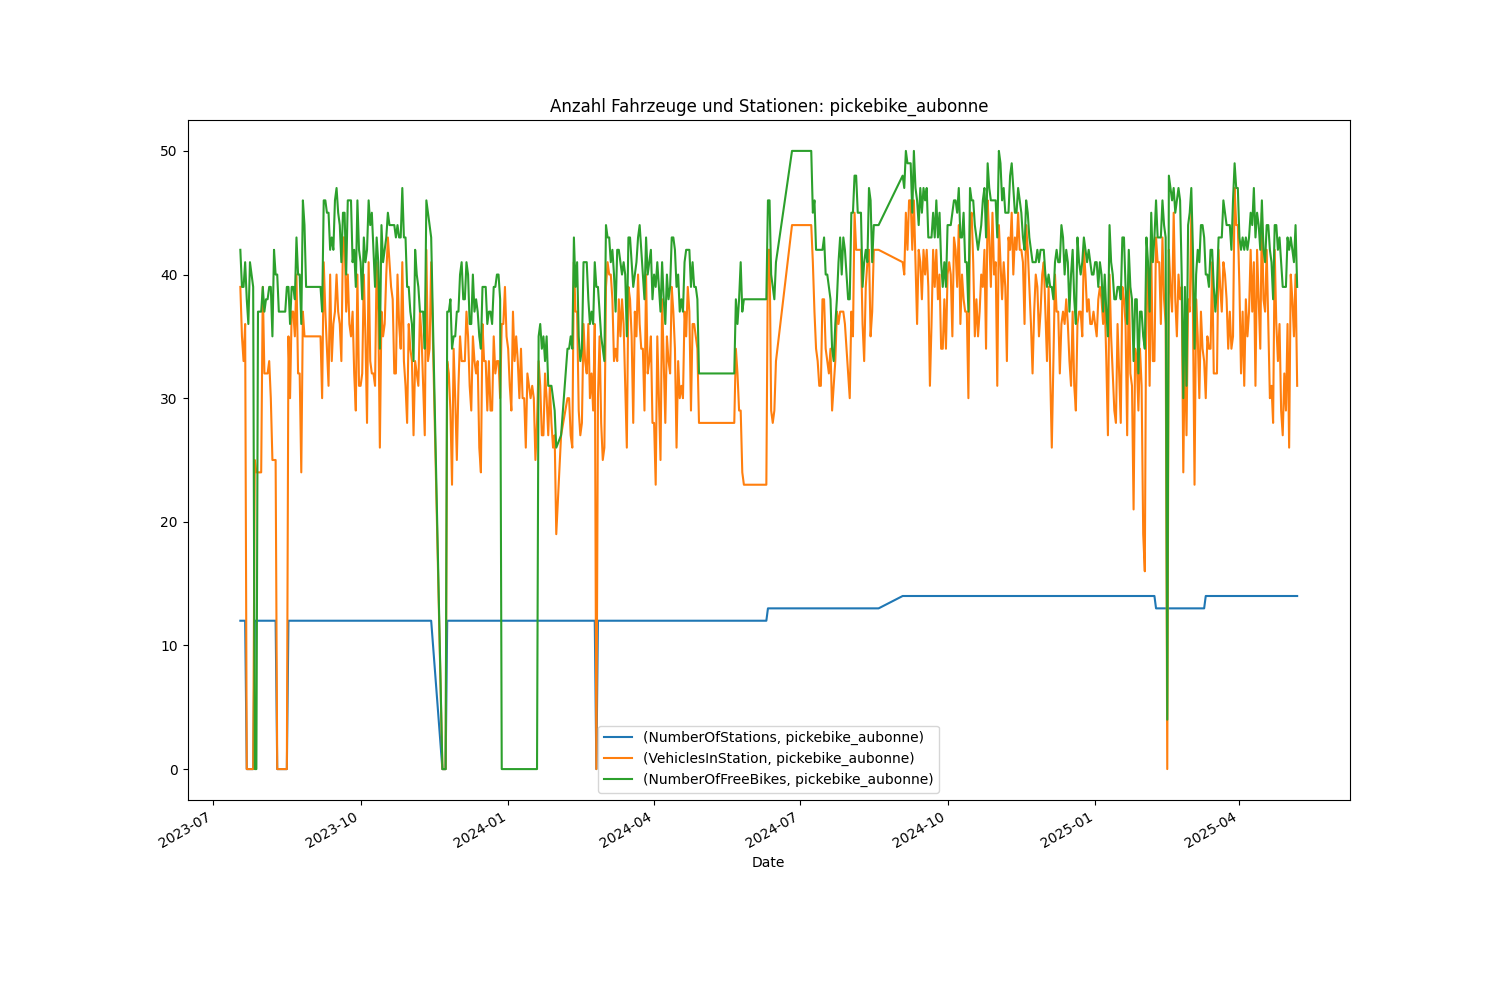 Anzahl Fahrzeuge und Stationen: pickebike_aubonne
50
40
30
20
10
0
(NumberOfStations, pickebike_aubonne)
(VehiclesInStation, pickebike_aubonne)
(NumberOfFreeBikes, pickebike_aubonne)
2023-07
2023-10
2024-01
2024-04
2024-07
2024-10
2025-01
2025-04
Date